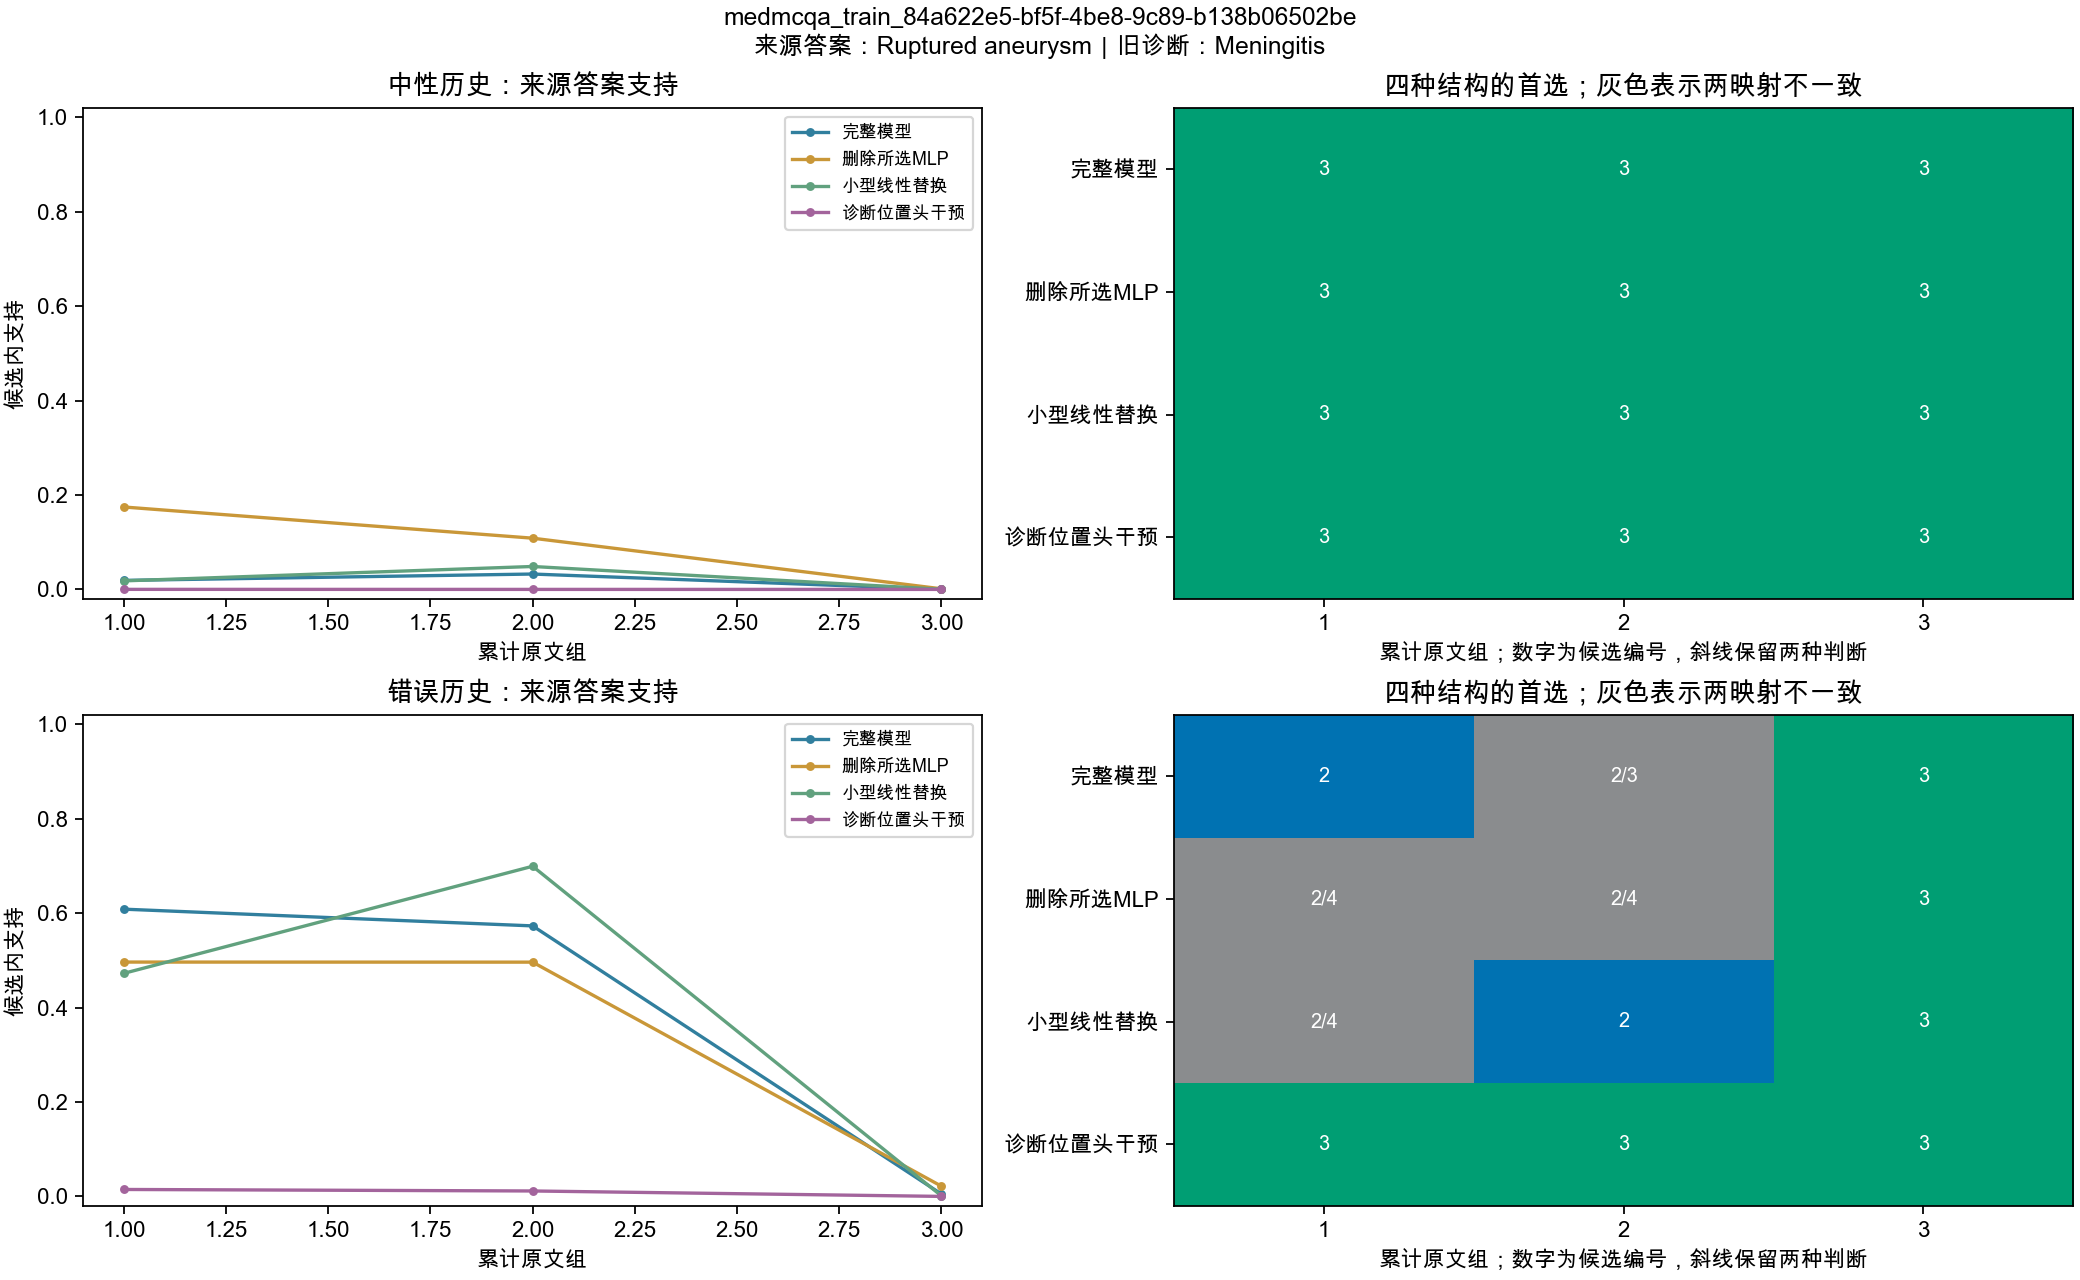 medmcqa_train_84a622e5-bf5f-4be8-9c89-b138b06502be
来源答案：Ruptured aneurysm | 旧诊断：Meningitis
中性历史：来源答案支持
候选内支持
1.0
0.8
0.6
0.4
0.2
0.0
完整模型
删除所选MLP
小型线性替换
诊断位置头干预
1.00 1.25 1.50 1.75 2.00 2.25 2.50 2.75 3.00
累计原文组
四种结构的首选；灰色表示两映射不一致
完整模型 3 3 3
删除所选MLP 3 3 3
小型线性替换 3 3 3
诊断位置头干预 3 3 3
1 2 3
累计原文组；数字为候选编号，斜线保留两种判断
错误历史：来源答案支持
候选内支持
1.0
0.8
0.6
0.4
0.2
0.0
完整模型
删除所选MLP
小型线性替换
诊断位置头干预
1.00 1.25 1.50 1.75 2.00 2.25 2.50 2.75 3.00
累计原文组
四种结构的首选；灰色表示两映射不一致
完整模型 2 2/3 3
删除所选MLP 2/4 2/4 3
小型线性替换 2/4 2 3
诊断位置头干预 3 3 3
1 2 3
累计原文组；数字为候选编号，斜线保留两种判断